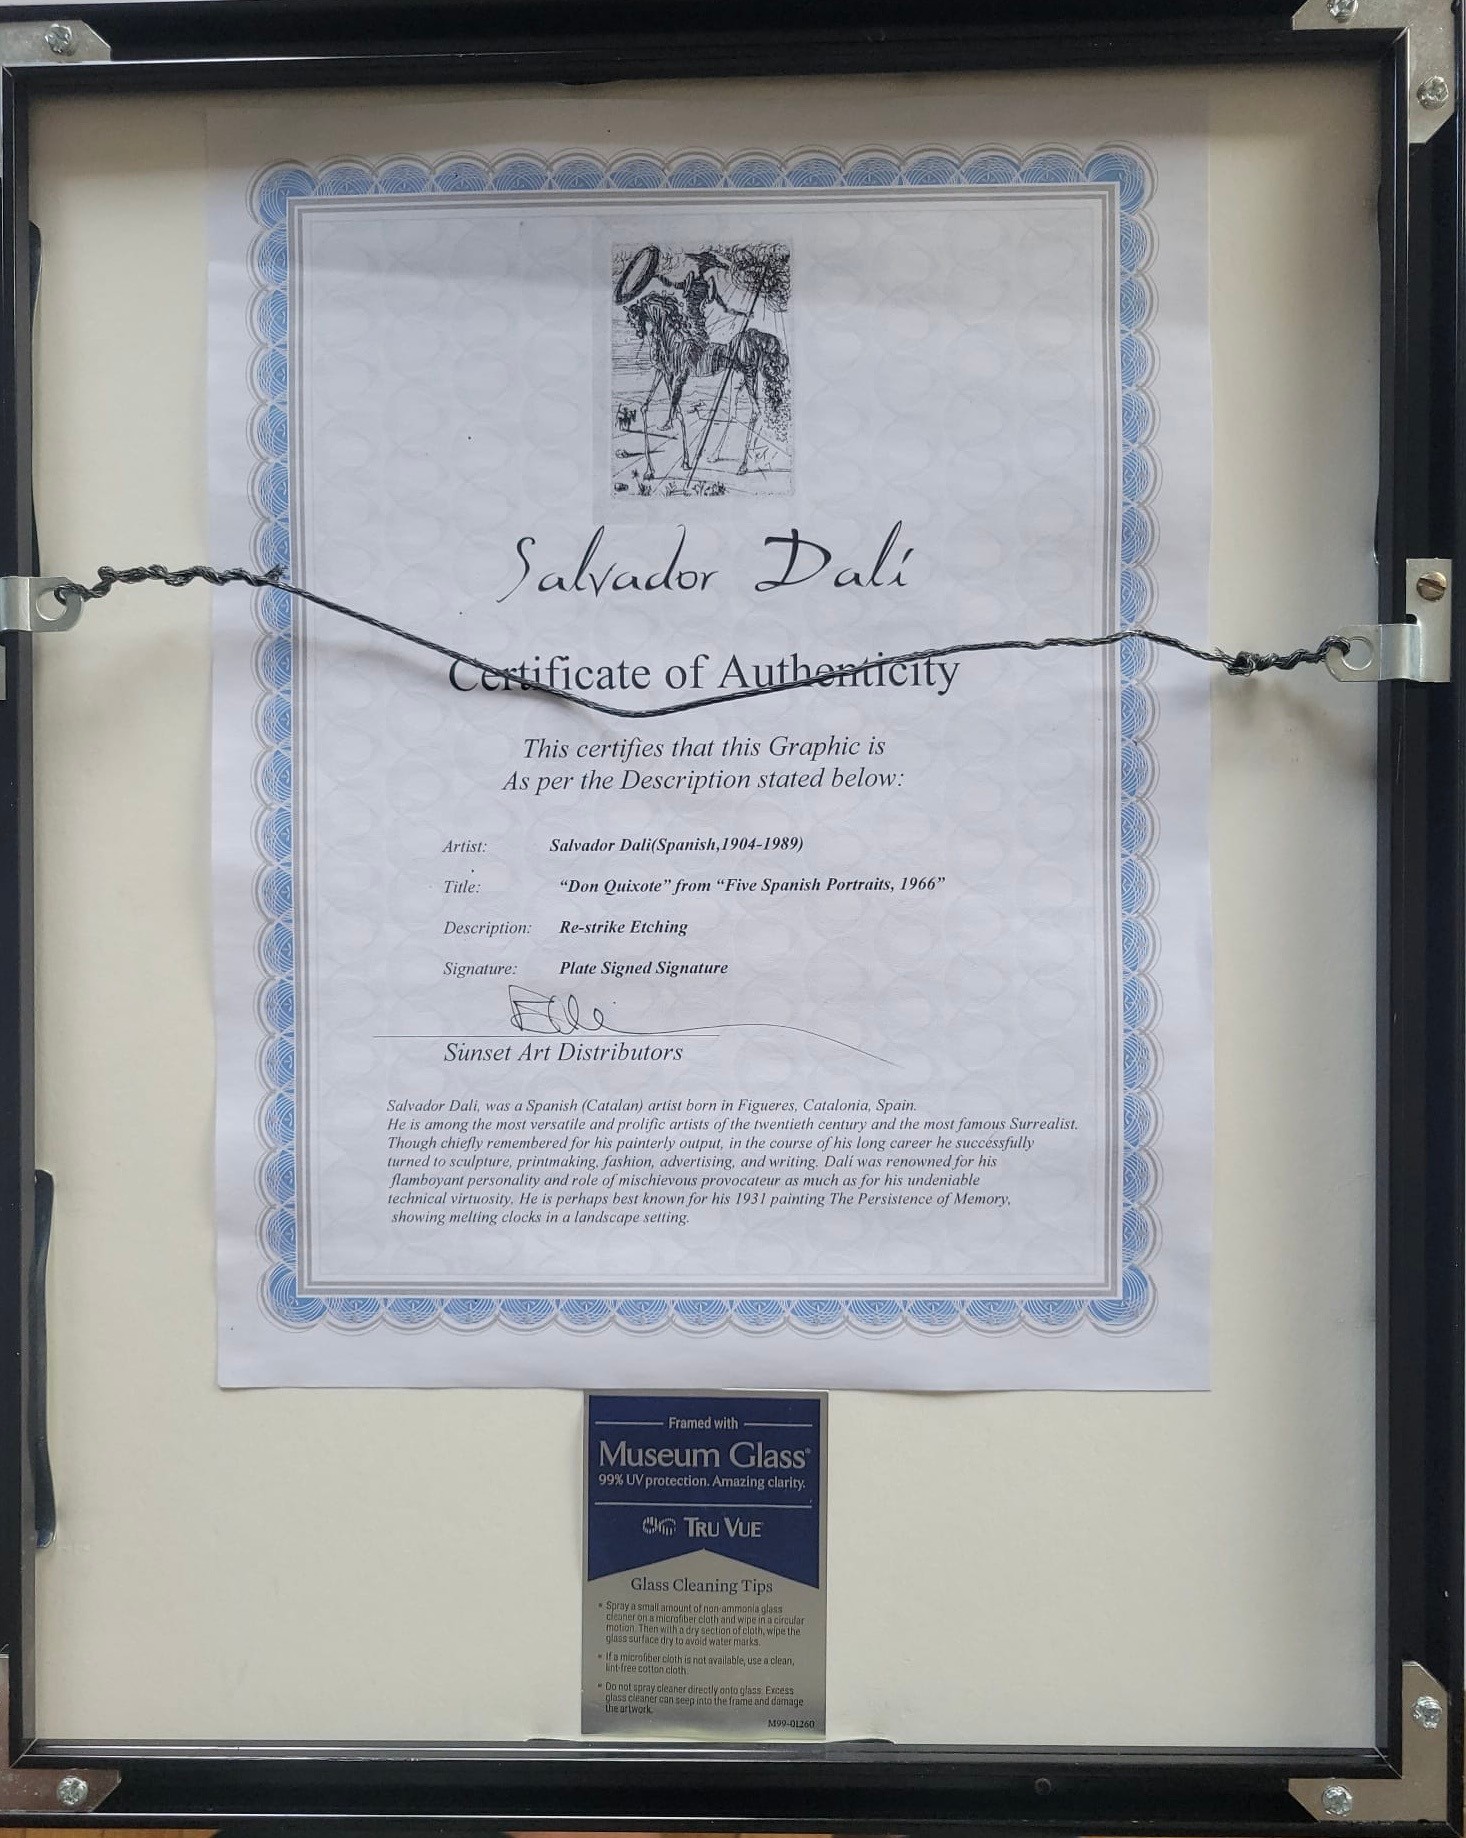 Salvador Dalí
Certificate of Authenticity
This certifies that this Graphic is
As per the Description stated below:
Artist: Salvador Dali(Spanish,1904-1989)
Title: “Don Quixote” from “Five Spanish Portraits, 1966”
Description: Re-strike Etching
Signature: Plate Signed Signature
Sunset Art Distributors
Salvador Dali, was a Spanish (Catalan) artist born in Figueres, Catalonia, Spain.
He is among the most versatile and prolific artists of the twentieth century and the most famous Surrealist.
Though chiefly remembered for his painterly output, in the course of his long career he successfully
turned to sculpture, printmaking, fashion, advertising, and writing. Dalí was renowned for his
flamboyant personality and role of mischievous provocateur as much as for his undeniable
technical virtuosity. He is perhaps best known for his 1931 painting The Persistence of Memory,
showing melting clocks in a landscape setting.
Framed with
Museum Glass®
99% UV protection. Amazing clarity.
TRU VUE
Glass Cleaning Tips
• Spray a small amount of non-ammonia glass
cleaner on a microfiber cloth and wipe in a circular
motion. Then with a dry section of cloth, wipe the
glass surface dry to avoid water marks.
• If a microfiber cloth is not available, use a clean,
lint-free cotton cloth.
• Do not spray cleaner directly onto glass. Excess
glass cleaner can seep into the frame and damage
the artwork.
M99-01260